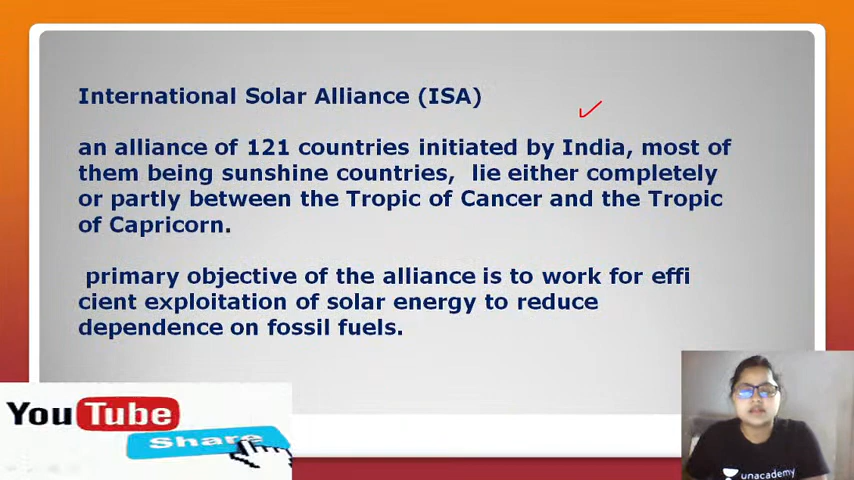 International Solar Alliance (ISA)
an alliance of 121 countries initiated by India, most of
them being sunshine countries, lie either completely
or partly between the Tropic of Cancer and the Tropic
of Capricorn.
primary objective of the alliance is to work for effi
cient exploitation of solar energy to reduce
dependence on fossil fuels.
YouTube
Share
unacademy